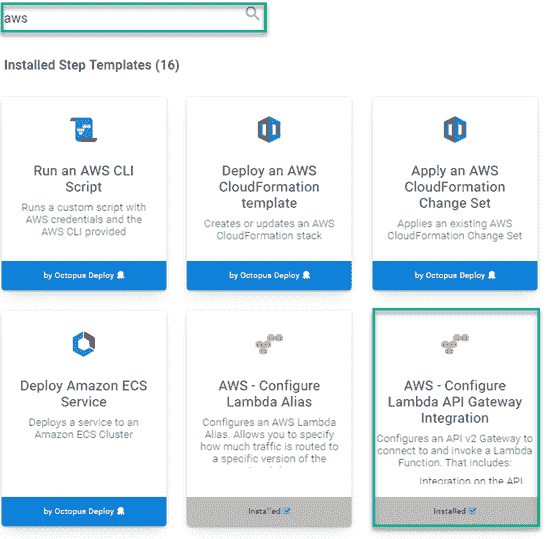 aws
Installed Step Templates (16)
Run an AWS CLI
Script
Runs a custom script with
AWS credentials and the
AWS CLI provided
by Octopus Deploy
Deploy an AWS
CloudFormation
template
Creates or updates an AWS
CloudFormation stack
by Octopus Deploy
Apply an AWS
CloudFormation
Change Set
Applies an existing AWS
CloudFormation Change Set
by Octopus Deploy
Deploy Amazon ECS
Service
Deploys a service to an
Amazon ECS Cluster
by Octopus Deploy
AWS - Configure
Lambda Alias
Configures an AWS Lambda
Alias. Allows you to specify
how much traffic is routed to
a specific version of the
Installed
AWS - Configure
Lambda API Gateway
Integration
Configures an API v2 Gateway to
connect to and invoke a Lambda
Function. That includes:
Integration on the API
Installed